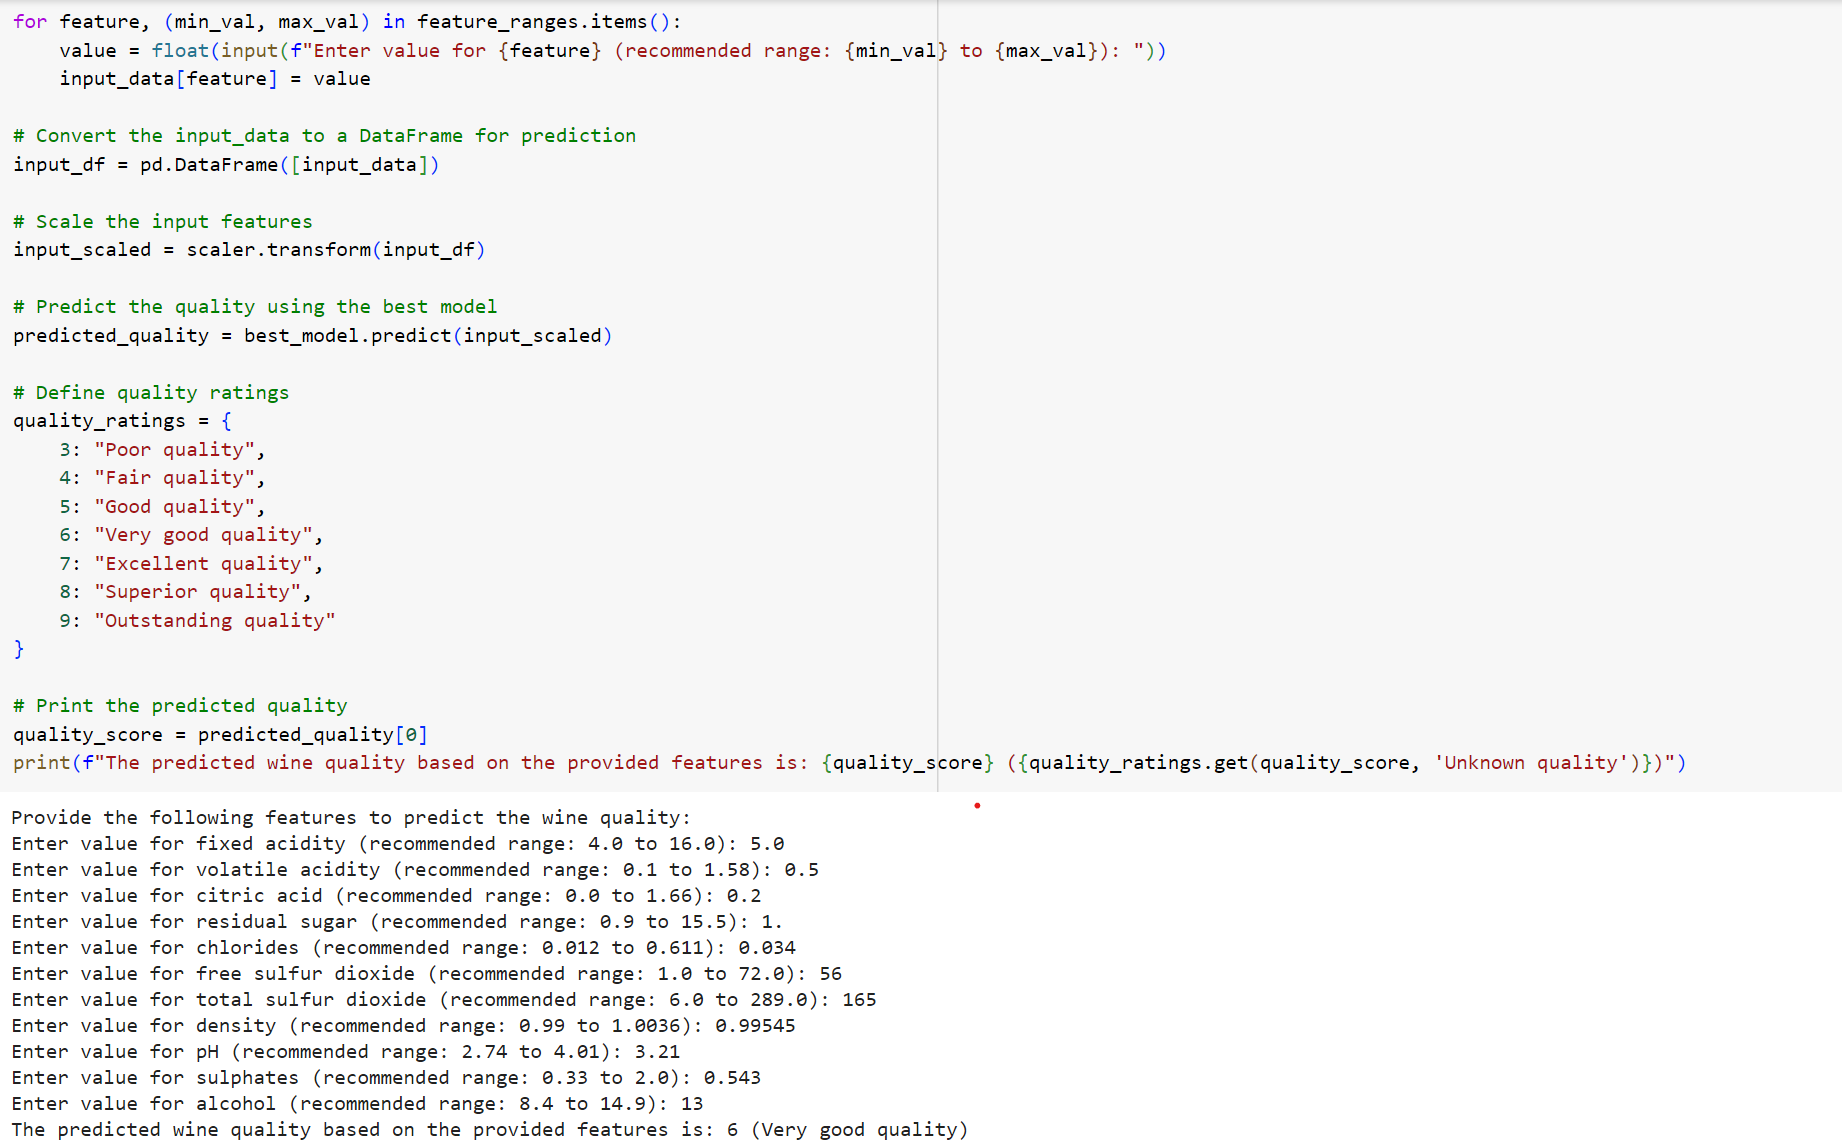 for feature, (min_val, max_val) in feature_ranges.items():
    value = float(input(f"Enter value for {feature} (recommended range: {min_val} to {max_val}): "))
    input_data[feature] = value

# Convert the input_data to a DataFrame for prediction
input_df = pd.DataFrame([input_data])

# Scale the input features
input_scaled = scaler.transform(input_df)

# Predict the quality using the best model
predicted_quality = best_model.predict(input_scaled)

# Define quality ratings
quality_ratings = {
    3: "Poor quality",
    4: "Fair quality",
    5: "Good quality",
    6: "Very good quality",
    7: "Excellent quality",
    8: "Superior quality",
    9: "Outstanding quality"
}

# Print the predicted quality
quality_score = predicted_quality[0]
print(f"The predicted wine quality based on the provided features is: {quality_score} ({quality_ratings.get(quality_score, 'Unknown quality')})")
Provide the following features to predict the wine quality:
Enter value for fixed acidity (recommended range: 4.0 to 16.0): 5.0
Enter value for volatile acidity (recommended range: 0.1 to 1.58): 0.5
Enter value for citric acid (recommended range: 0.0 to 1.66): 0.2
Enter value for residual sugar (recommended range: 0.9 to 15.5): 1.
Enter value for chlorides (recommended range: 0.012 to 0.611): 0.034
Enter value for free sulfur dioxide (recommended range: 1.0 to 72.0): 56
Enter value for total sulfur dioxide (recommended range: 6.0 to 289.0): 165
Enter value for density (recommended range: 0.99 to 1.0036): 0.99545
Enter value for pH (recommended range: 2.74 to 4.01): 3.21
Enter value for sulphates (recommended range: 0.33 to 2.0): 0.543
Enter value for alcohol (recommended range: 8.4 to 14.9): 13
The predicted wine quality based on the provided features is: 6 (Very good quality)